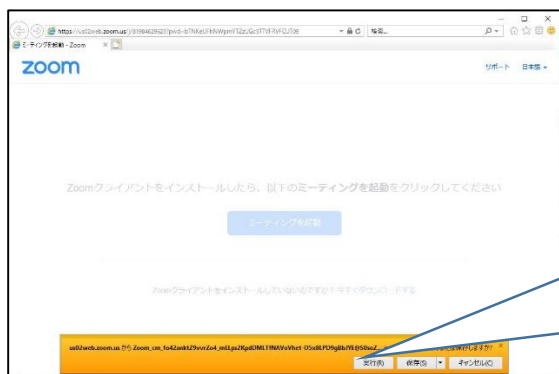 https://us02web.zoom.us/j/81984629623?pwd=
検索...
ミーティングを起動 - Zoom
zoom
サポート 日本語
Zoomクライアントをインストールしたら、以下のミーティングを起動をクリックしてください
ミーティングを起動
Zoomクライアントをインストールしていないのですか? 今すぐダウンロードする
us02web.zoom.us から
実行(R) 保存(S) キャンセル(C)